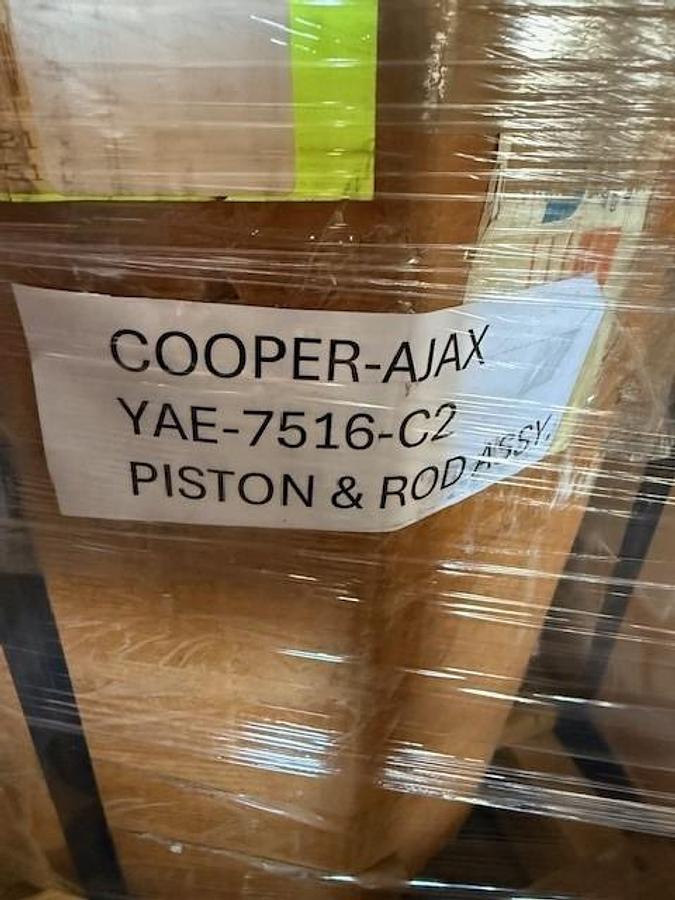 COOPER-AJAX
YAE-7516-C2
PISTON & ROD ASSY.